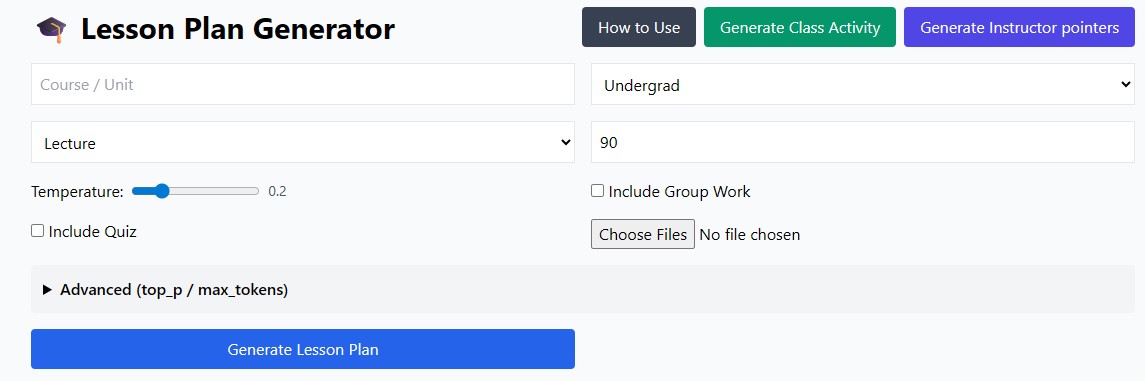 Lesson Plan Generator How to Use Generate Class Activity Generate Instructor pointers
Course / Unit Undergrad
Lecture 90
Temperature: 0.2 Include Group Work
Include Quiz Choose Files No file chosen
Advanced (top_p / max_tokens)
Generate Lesson Plan